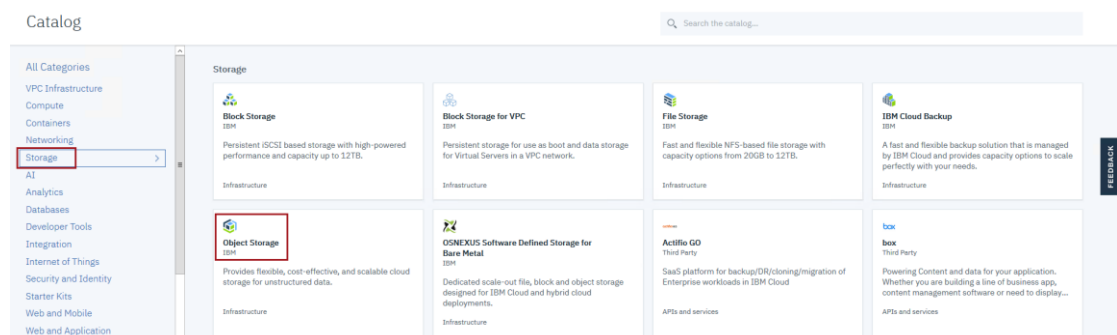 Catalog
Search the catalog...
All Categories
VPC Infrastructure
Compute
Containers
Networking
Storage
AI
Analytics
Databases
Developer Tools
Integration
Internet of Things
Security and Identity
Starter Kits
Web and Mobile
Web and Application
Storage
Block Storage
IBM
Persistent iSCSI based storage with high-powered
performance and capacity up to 12TB.
Infrastructure
Block Storage for VPC
IBM
Persistent storage for use as boot and data storage
for Virtual Servers in a VPC network.
Infrastructure
File Storage
IBM
Fast and flexible NFS-based file storage with
capacity options from 20GB to 12TB.
Infrastructure
IBM Cloud Backup
IBM
A fast and flexible backup solution that is managed
by IBM Cloud and provides capacity options to scale
perfectly with your needs.
Infrastructure
Object Storage
IBM
Provides flexible, cost-effective, and scalable cloud
storage for unstructured data.
Infrastructure
OSNEXUS Software Defined Storage for
Bare Metal
IBM
Dedicated scale-out file, block and object storage
designed for IBM Cloud and hybrid cloud
deployments.
Infrastructure
Actifio GO
Third Party
SaaS platform for backup/DR/cloning/migration of
Enterprise workloads in IBM Cloud
APIs and services
box
box
Third Party
Powering Content and data for your application.
Whether you are building a line of business app,
content management software or need to display...
APIs and services
FEEDBACK